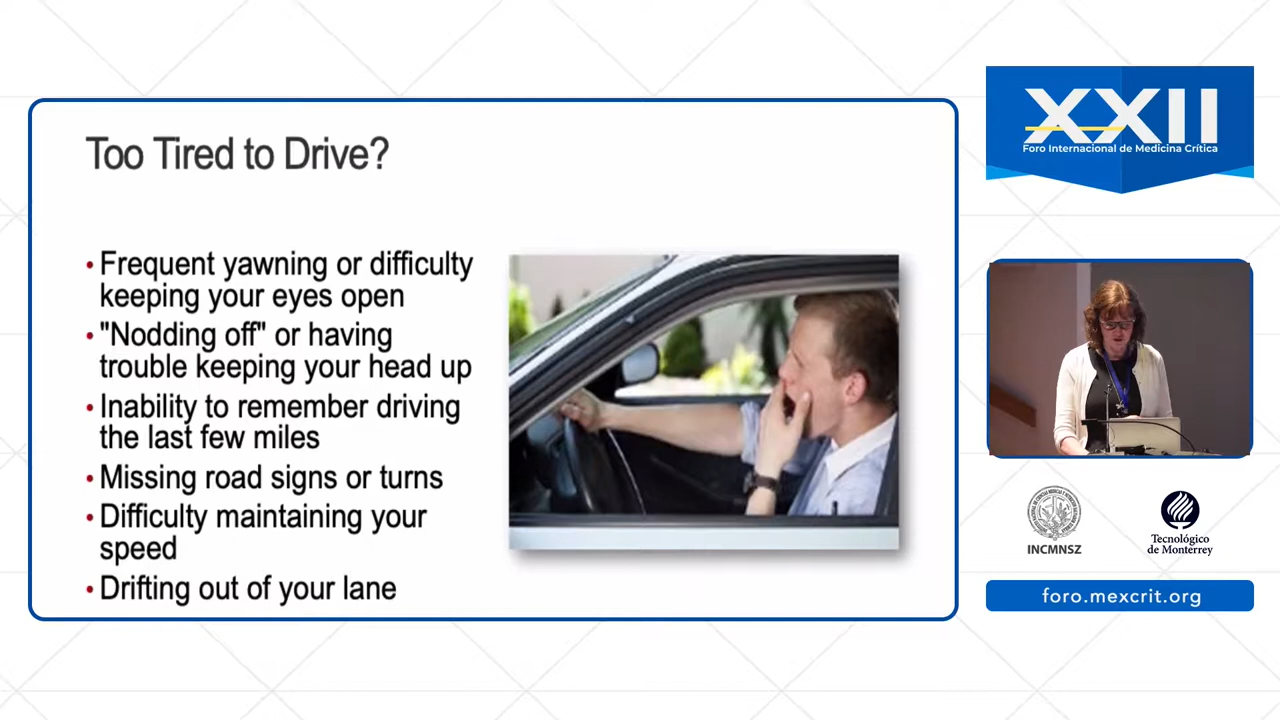 Too Tired to Drive?
• Frequent yawning or difficulty
keeping your eyes open
• "Nodding off" or having
trouble keeping your head up
• Inability to remember driving
the last few miles
• Missing road signs or turns
• Difficulty maintaining your
speed
• Drifting out of your lane
XXII
Foro Internacional de Medicina Crítica
INCMNSZ
Tecnológico
de Monterrey
foro.mexcrit.org